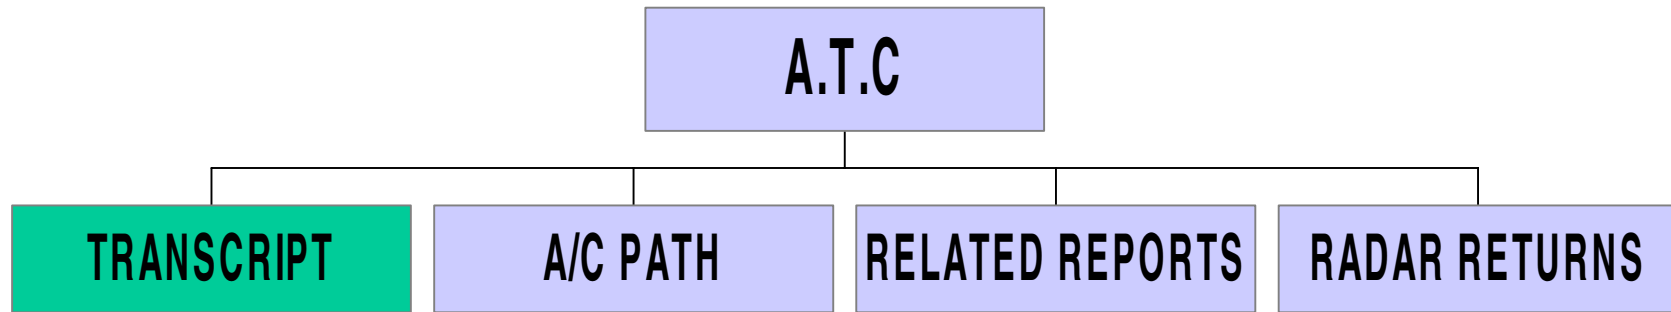 A.T.C
TRANSCRIPT
A/C PATH
RELATED REPORTS
RADAR RETURNS